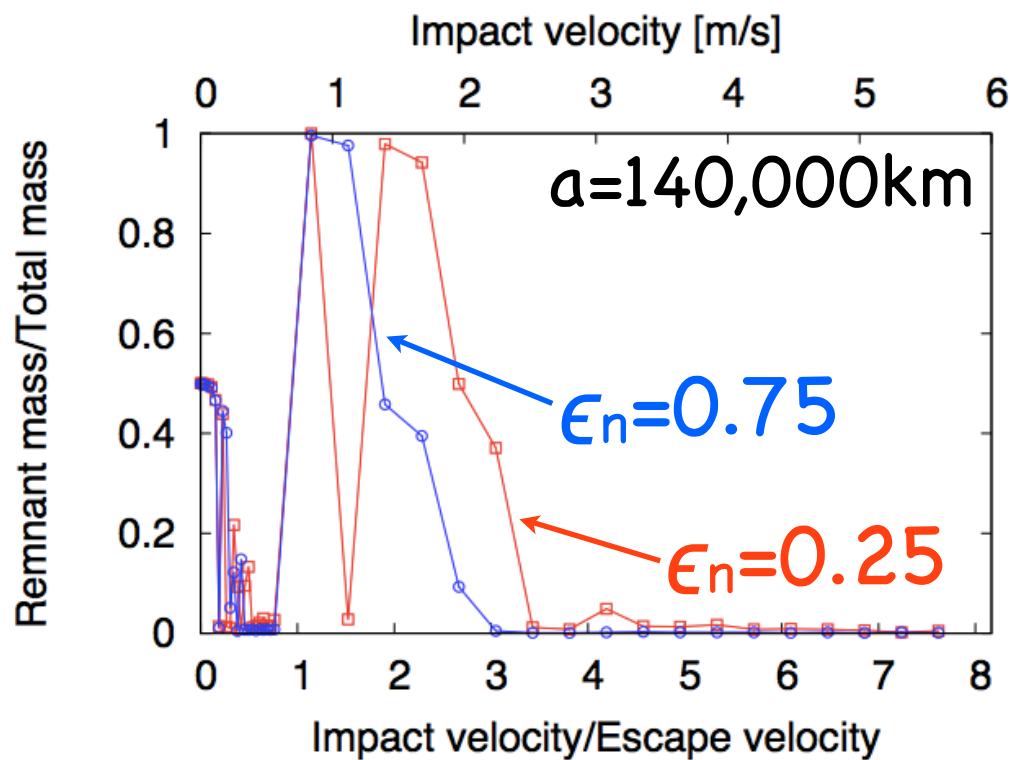 Impact velocity [m/s]
0 1 2 3 4 5 6
Remnant mass/Total mass
1
0.8
0.6
0.4
0.2
0
a=140,000km
ϵn=0.75
ϵn=0.25
0 1 2 3 4 5 6 7 8
Impact velocity/Escape velocity